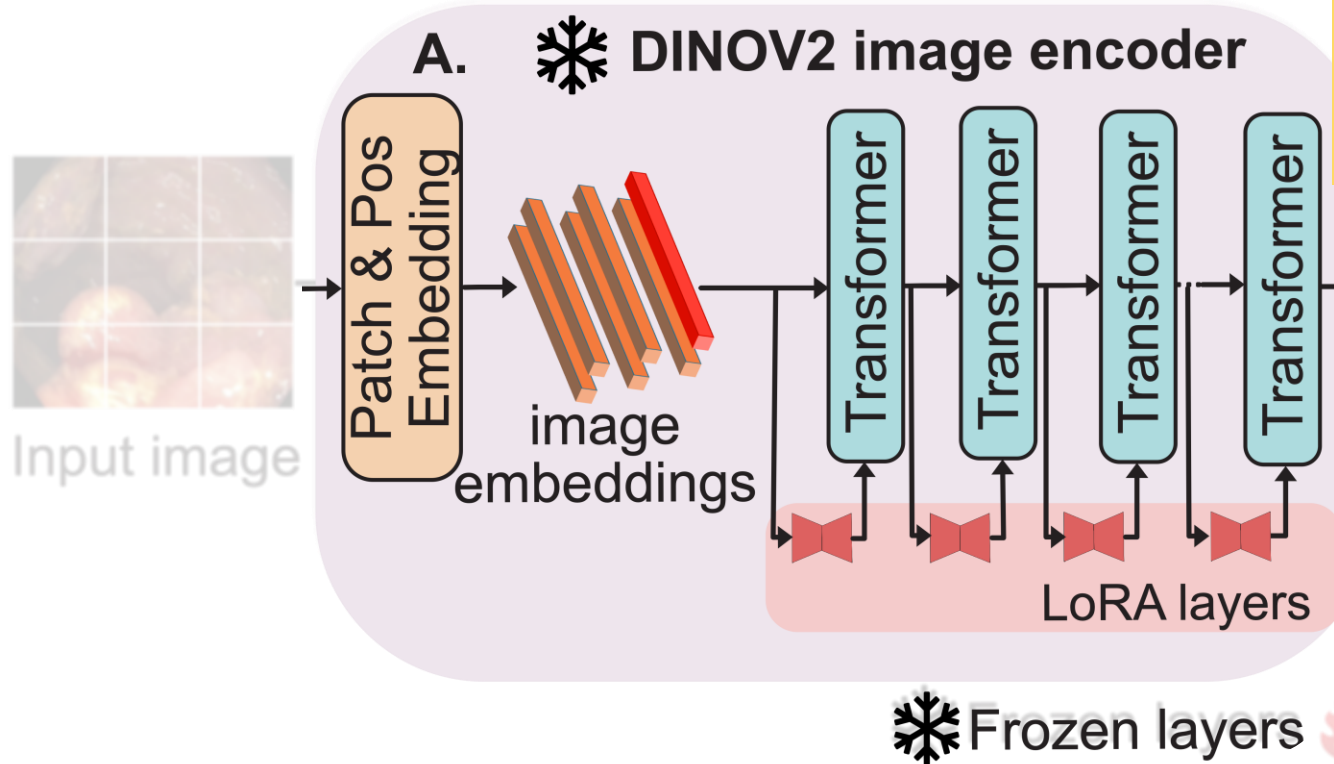 A. DINOV2 image encoder
Patch & Pos
Embedding
Input image
image
embeddings
Transformer
Transformer
Transformer
Transformer
LoRA layers
Frozen layers